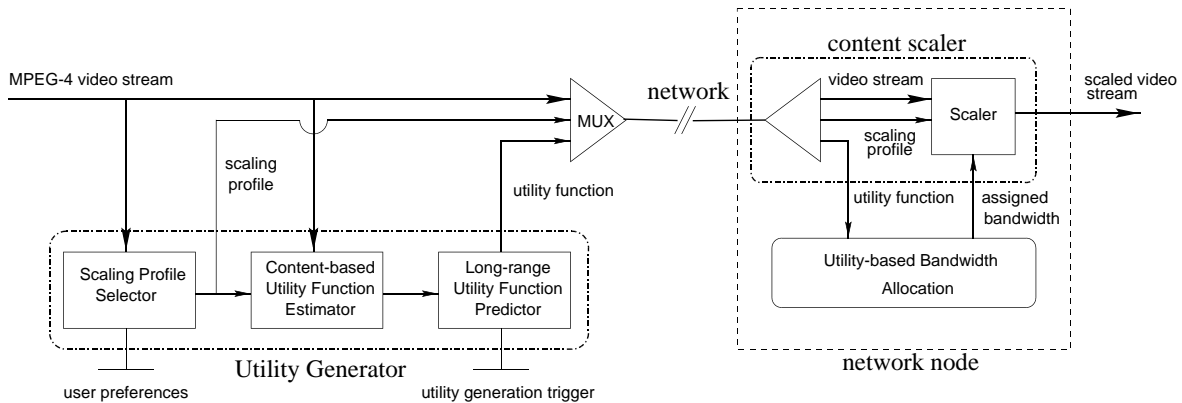 MPEG-4 video stream
MUX
network
content scaler
video stream
scaling
profile
Scaler
scaled video
stream
scaling
profile
utility function
utility function
assigned
bandwidth
Scaling Profile
Selector
Content-based
Utility Function
Estimator
Long-range
Utility Function
Predictor
Utility-based Bandwidth
Allocation
Utility Generator
network node
user preferences
utility generation trigger